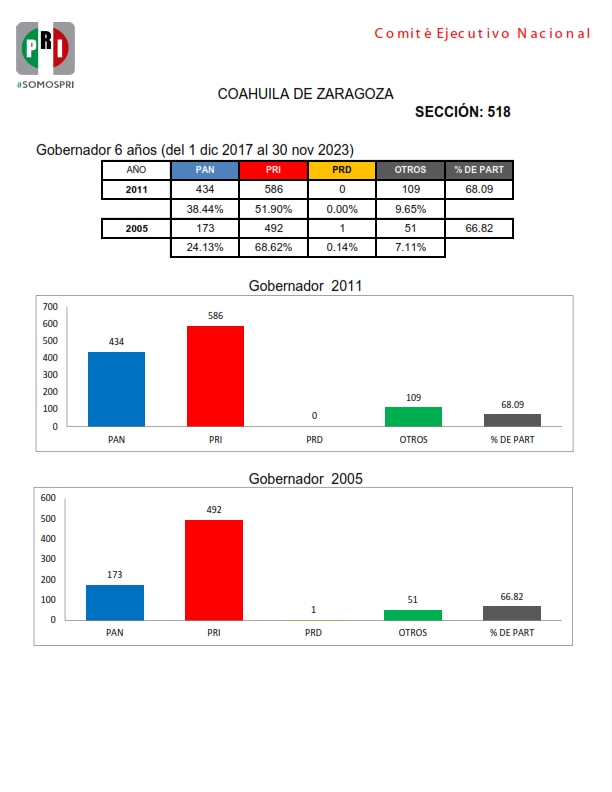 PRI
#SOMOSPRI
Comité Ejecutivo Nacional
COAHUILA DE ZARAGOZA
SECCIÓN: 518
Gobernador 6 años (del 1 dic 2017 al 30 nov 2023)
AÑO PAN PRI PRD OTROS % DE PART
2011 434 586 0 109 68.09
38.44% 51.90% 0.00% 9.65%
2005 173 492 1 51 66.82
24.13% 68.62% 0.14% 7.11%
Gobernador 2011
700
600
500
400
300
200
100
0
434
586
0
109
68.09
PAN PRI PRD OTROS % DE PART
Gobernador 2005
600
500
400
300
200
100
0
173
492
1
51
66.82
PAN PRI PRD OTROS % DE PART